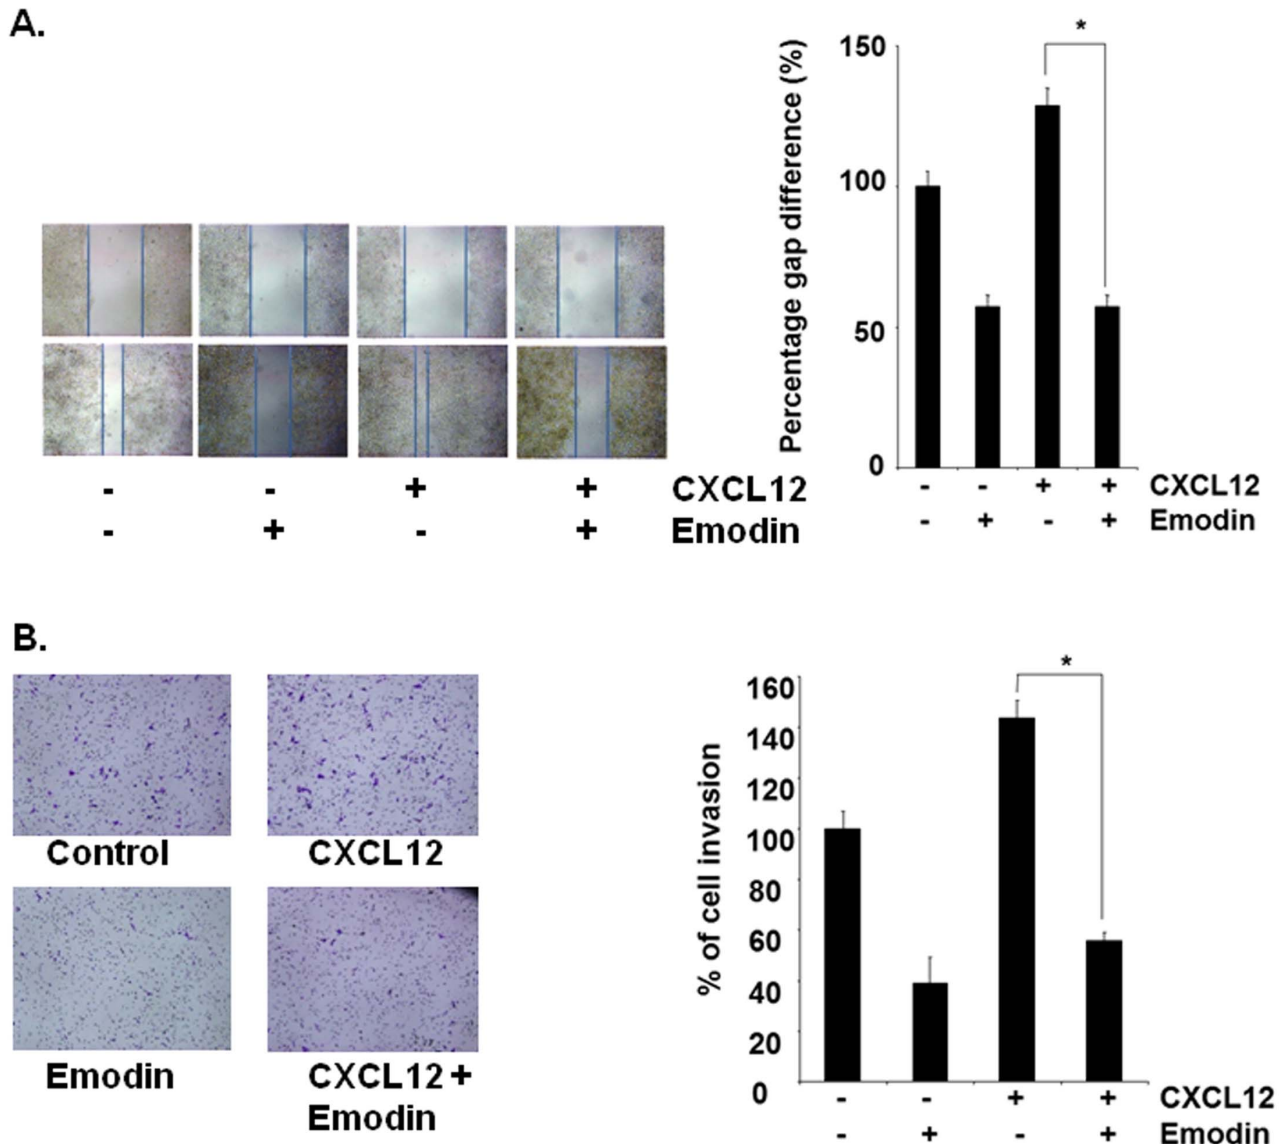 A.
Percentage gap difference (%)
150
100
50
0
*
- - + + CXCL12
- + - + Emodin
- - + + CXCL12
- + - + Emodin
B.
Control
CXCL12
Emodin
CXCL12 +
Emodin
% of cell invasion
160
140
120
100
80
60
40
20
0
*
- - + + CXCL12
- + - + Emodin